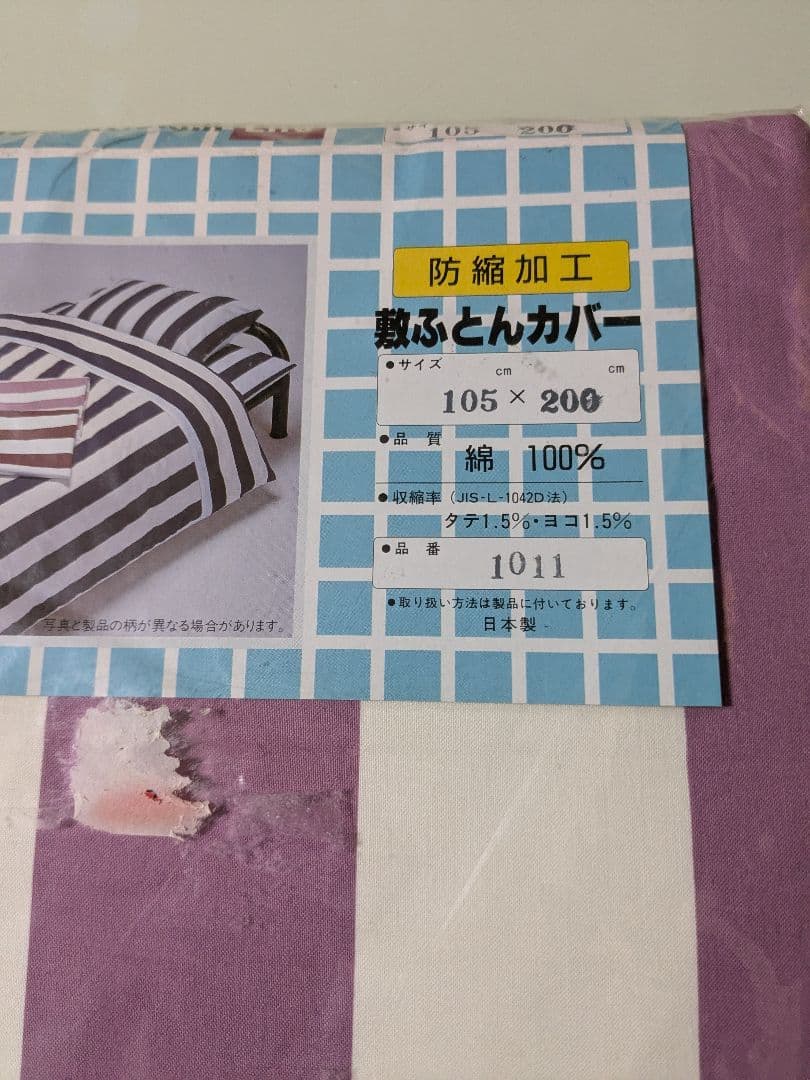 サイ 105 200
防縮加工
敷ふとんカバー
●サイズ cm cm
105 × 200
●品質 綿 100%
●収縮率(JIS-L-1042D法)
タテ1.5%・ヨコ1.5%
●品番 1011
●取り扱い方法は製品に付いております。
日本製
写真と製品の柄が異なる場合があります。